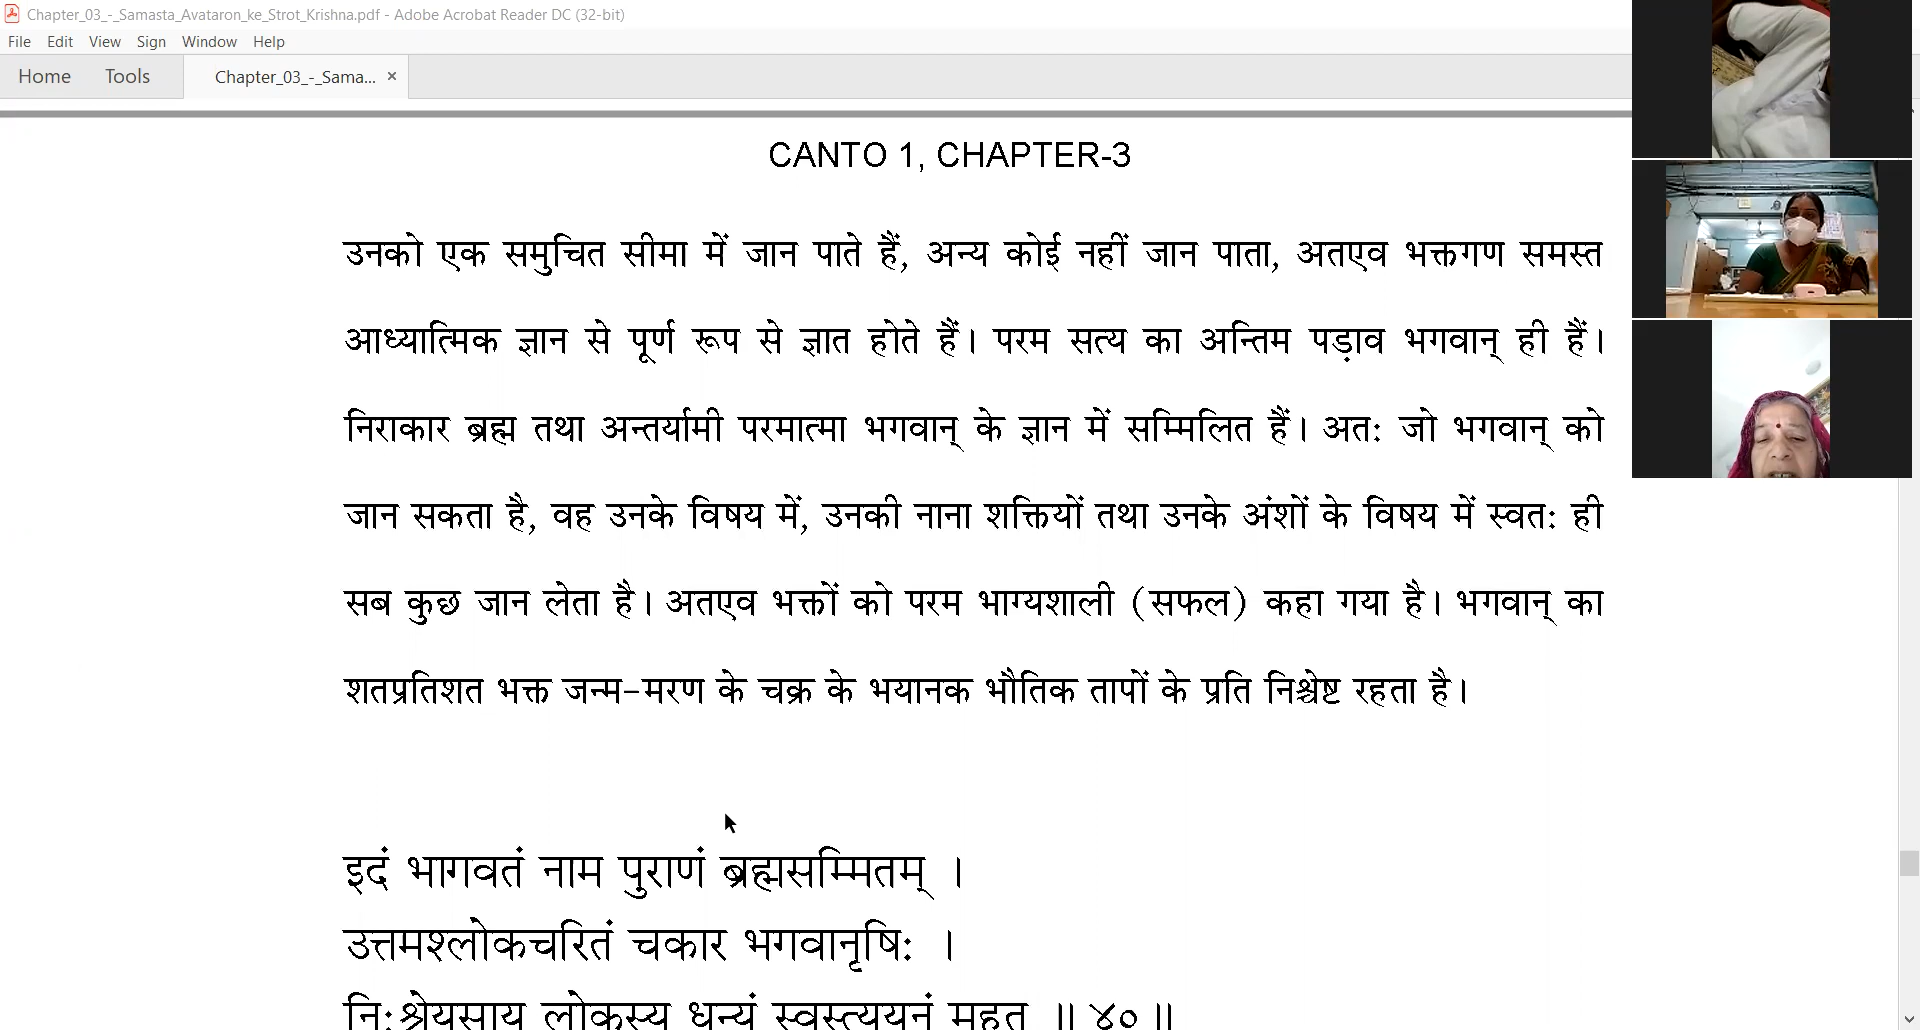 Chapter_03_-_Samasta_Avataron_ke_Strot_Krishna.pdf - Adobe Acrobat Reader DC (32-bit)
File Edit View Sign Window Help
Home Tools Chapter_03_-_Sama... ×
CANTO 1, CHAPTER-3
उनको एक समुचित सीमा में जान पाते हैं, अन्य कोई नहीं जान पाता, अतएव भक्तगण समस्त
आध्यात्मिक ज्ञान से पूर्ण रूप से ज्ञात होते हैं। परम सत्य का अन्तिम पड़ाव भगवान् ही हैं।
निराकार ब्रह्म तथा अन्तर्यामी परमात्मा भगवान् के ज्ञान में सम्मिलित हैं। अतः जो भगवान् को
जान सकता है, वह उनके विषय में, उनकी नाना शक्तियों तथा उनके अंशों के विषय में स्वतः ही
सब कुछ जान लेता है। अतएव भक्तों को परम भाग्यशाली (सफल) कहा गया है। भगवान् का
शतप्रतिशत भक्त जन्म-मरण के चक्र के भयानक भौतिक तापों के प्रति निश्चेष्ट रहता है।
इदं भागवतं नाम पुराणं ब्रह्मसम्मितम् ।
उत्तमश्लोकचरितं चकार भगवानृषिः ।
निःश्रेयसाय लोकस्य धन्यं स्वस्त्ययनं महत् ॥ ४० ॥